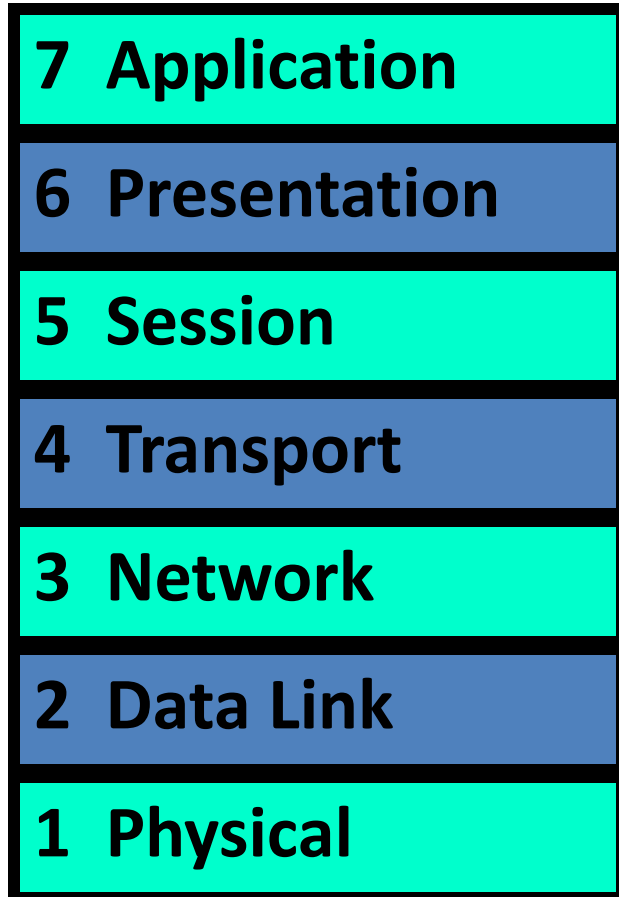 7 Application
6 Presentation
5 Session
4 Transport
3 Network
2 Data Link
1 Physical